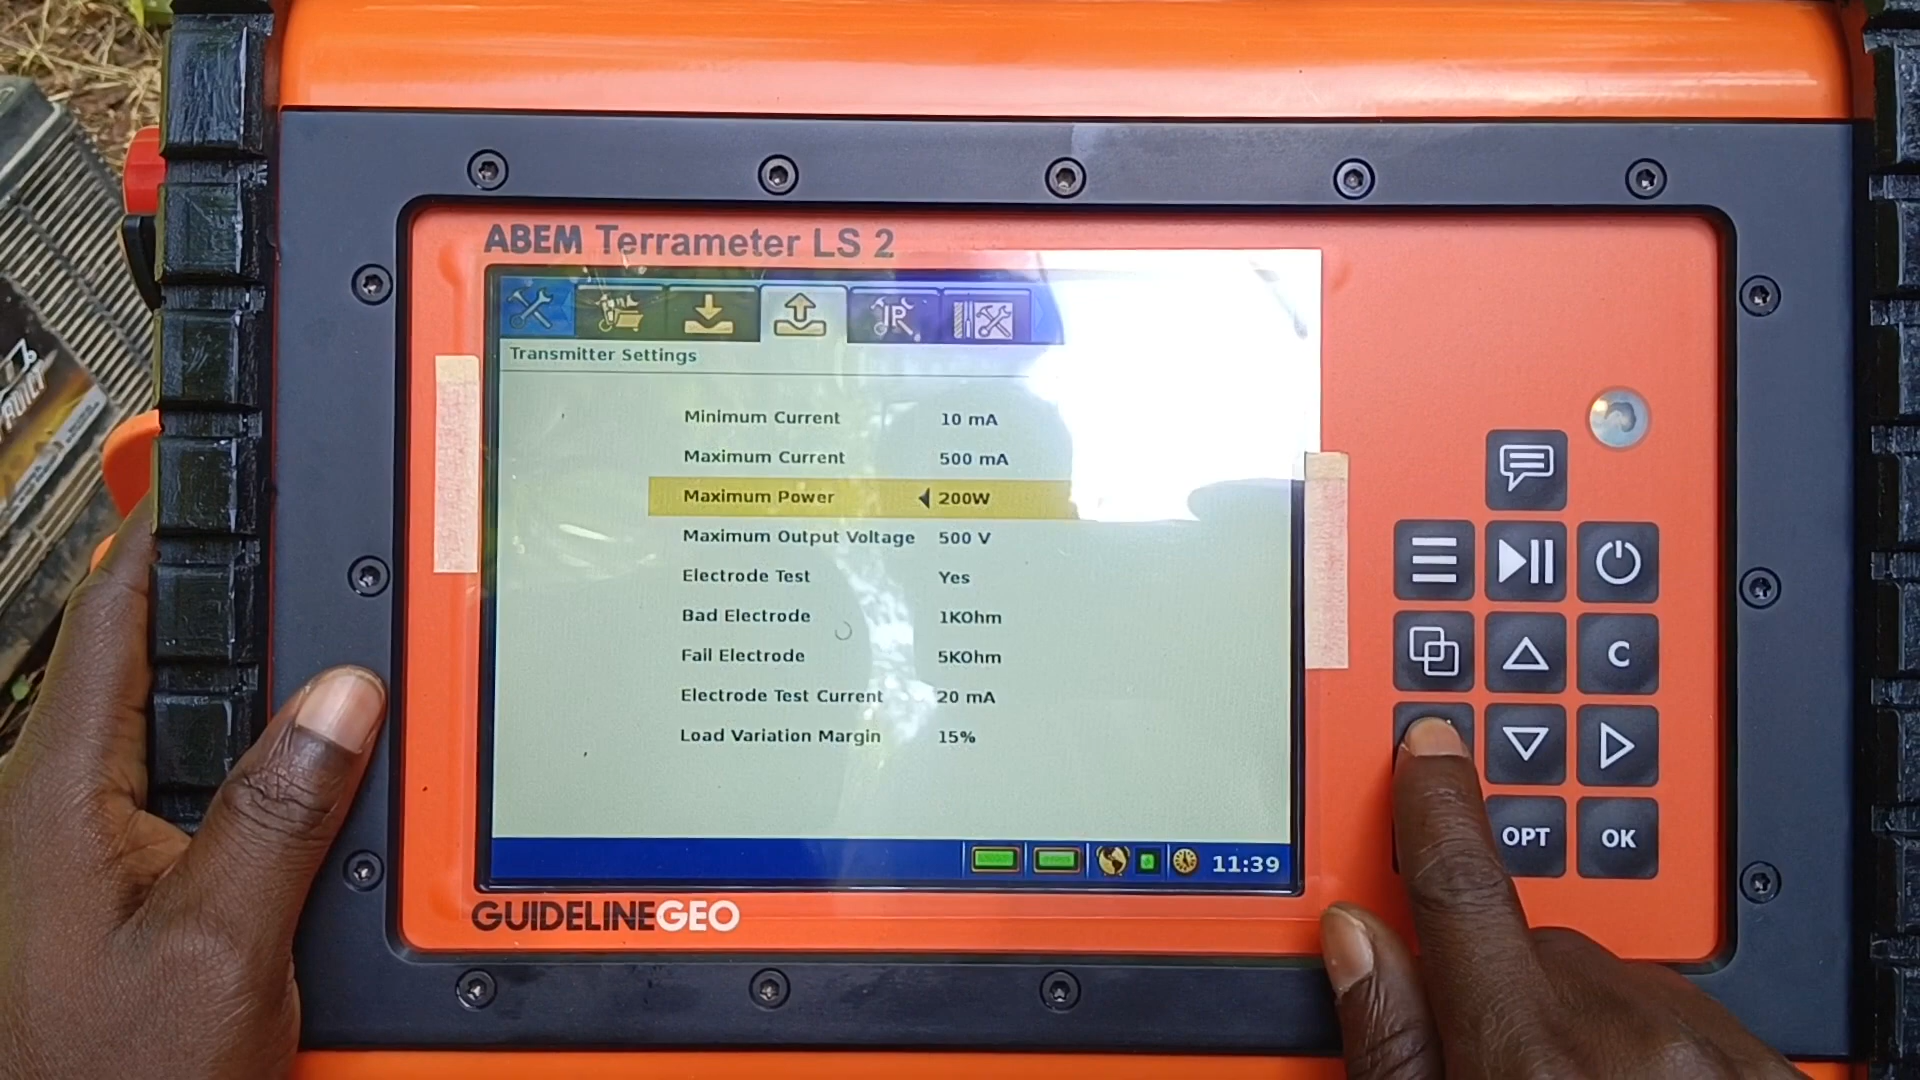 ABEM Terrameter LS 2
IP
Transmitter Settings
Minimum Current 10 mA
Maximum Current 500 mA
Maximum Power 200W
Maximum Output Voltage 500 V
Electrode Test Yes
Bad Electrode 1KOhm
Fail Electrode 5KOhm
Electrode Test Current 20 mA
Load Variation Margin 15%
11:39
GUIDELINEGEO
C
OPT
OK